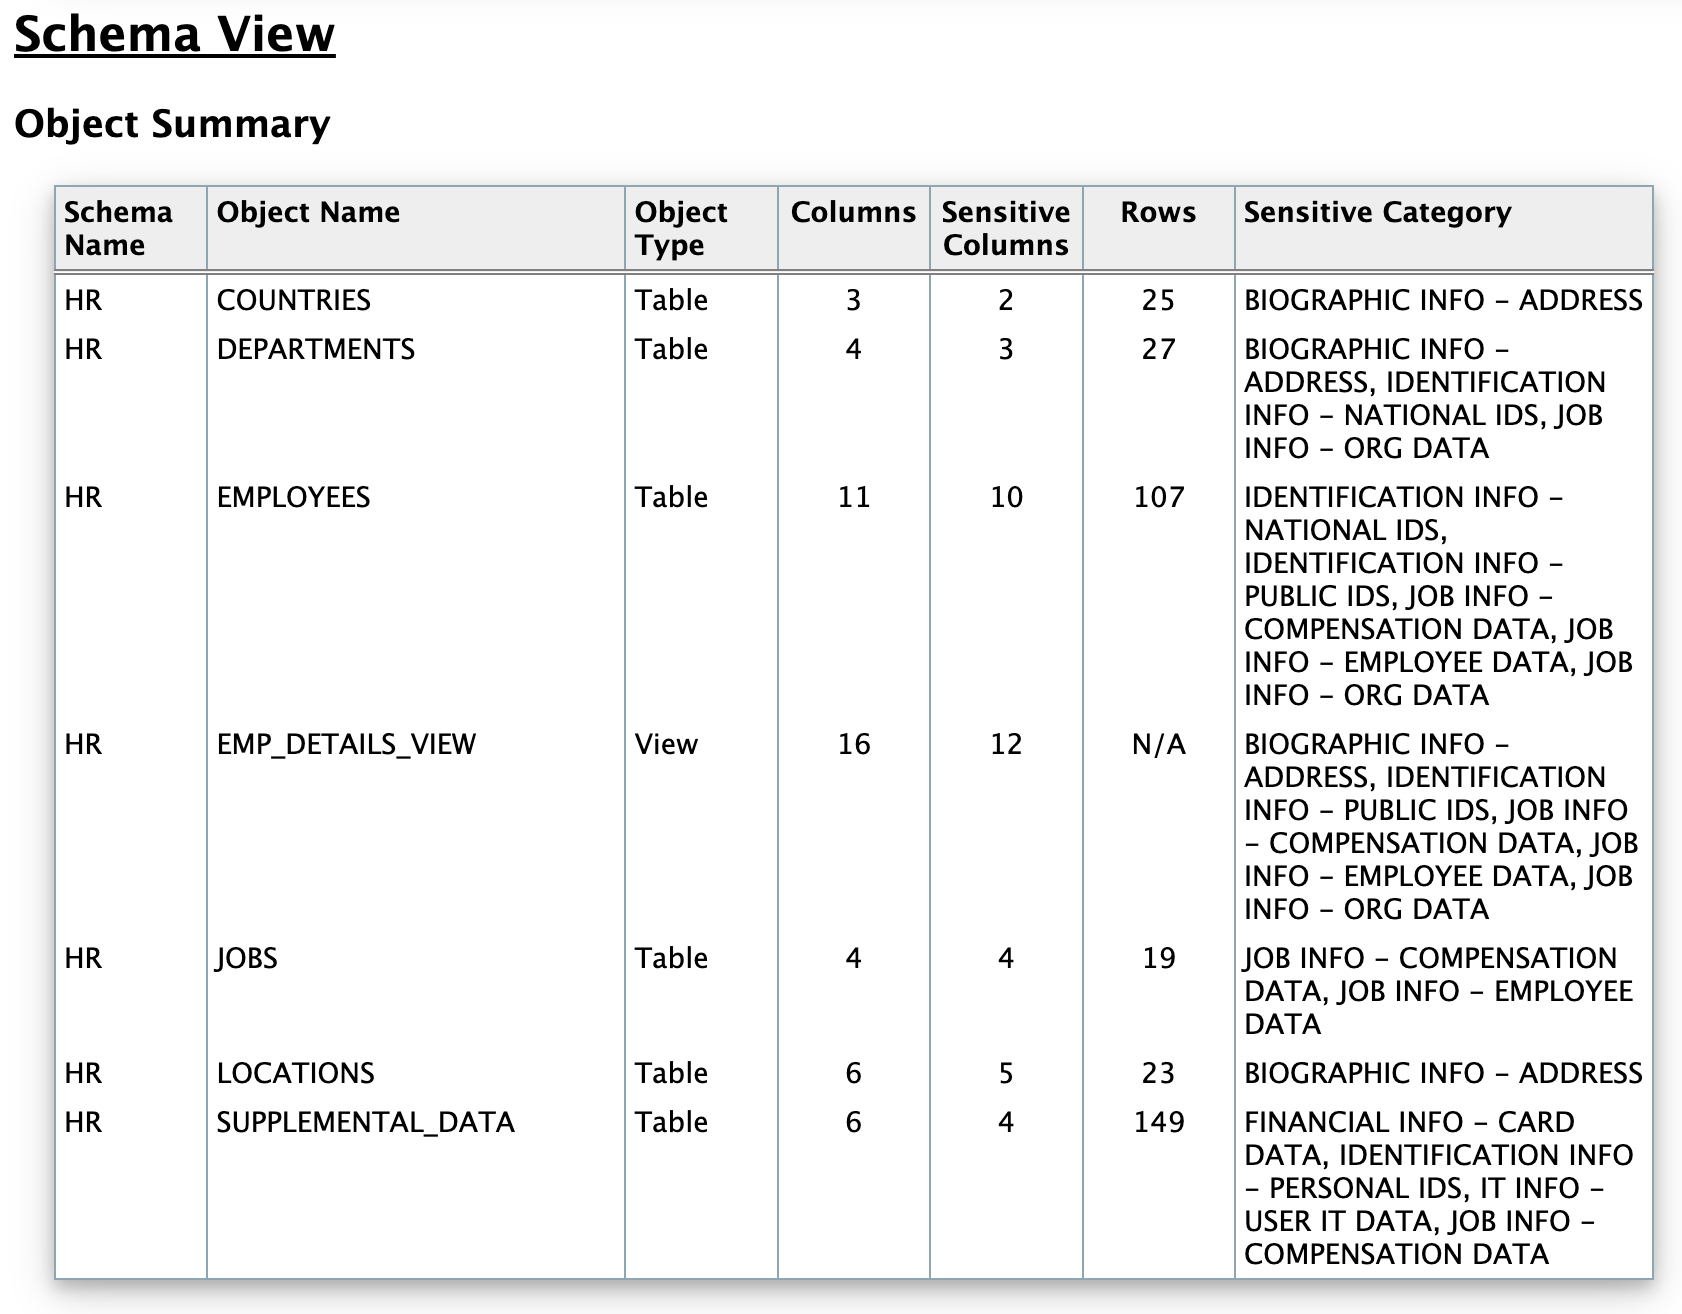 Schema View
Object Summary
Schema Name Object Name Object Type Columns Sensitive Columns Rows Sensitive Category
HR COUNTRIES Table 3 2 25 BIOGRAPHIC INFO – ADDRESS
HR DEPARTMENTS Table 4 3 27 BIOGRAPHIC INFO –
ADDRESS, IDENTIFICATION
INFO – NATIONAL IDS, JOB
INFO – ORG DATA
HR EMPLOYEES Table 11 10 107 IDENTIFICATION INFO –
NATIONAL IDS,
IDENTIFICATION INFO –
PUBLIC IDS, JOB INFO –
COMPENSATION DATA, JOB
INFO – EMPLOYEE DATA, JOB
INFO – ORG DATA
HR EMP_DETAILS_VIEW View 16 12 N/A BIOGRAPHIC INFO –
ADDRESS, IDENTIFICATION
INFO – PUBLIC IDS, JOB INFO
– COMPENSATION DATA, JOB
INFO – EMPLOYEE DATA, JOB
INFO – ORG DATA
HR JOBS Table 4 4 19 JOB INFO – COMPENSATION
DATA, JOB INFO – EMPLOYEE
DATA
HR LOCATIONS Table 6 5 23 BIOGRAPHIC INFO – ADDRESS
HR SUPPLEMENTAL_DATA Table 6 4 149 FINANCIAL INFO – CARD
DATA, IDENTIFICATION INFO
– PERSONAL IDS, IT INFO –
USER IT DATA, JOB INFO –
COMPENSATION DATA